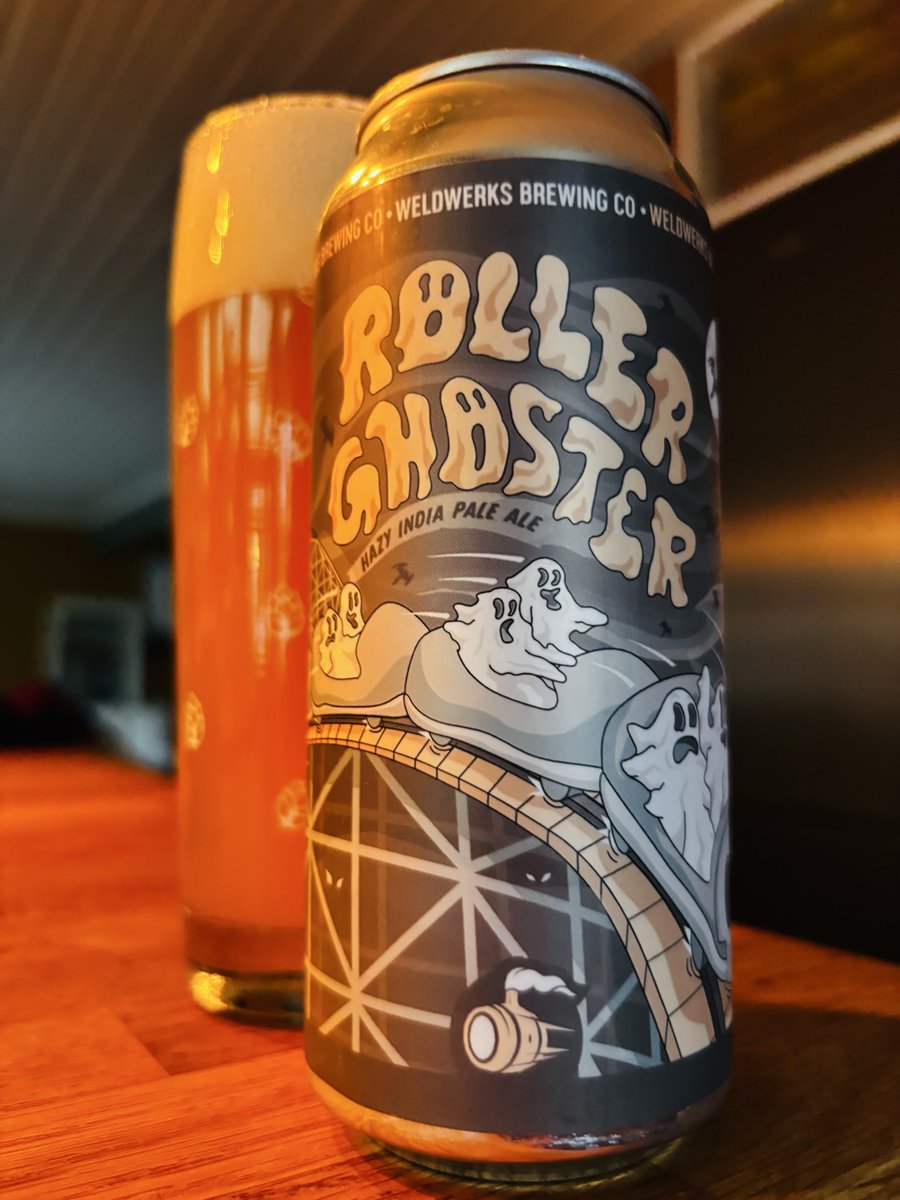 BREWING CO • WELDWERKS BREWING CO • WELDWERKS
ROLLER
GHOSTER
HAZY INDIA PALE ALE